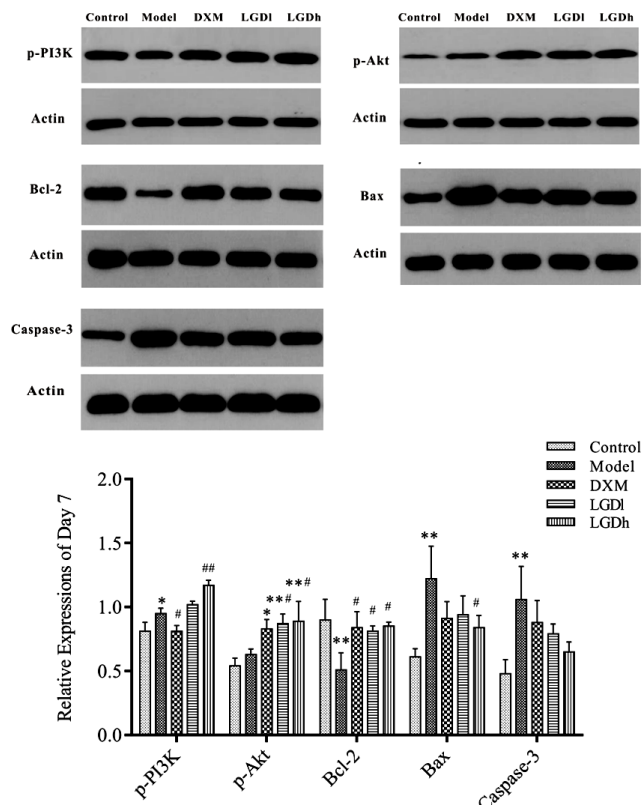 Control Model DXM LGDl LGDh
p-PI3K
Actin
Bcl-2
Actin
Caspase-3
Actin
Control Model DXM LGDl LGDh
p-Akt
Actin
Bax
Actin
Control
Model
DXM
LGDl
LGDh
Relative Expressions of Day 7
2.0
1.5
1.0
0.5
0.0
* # ##
** * ** # ** #
** # # #
** #
**
p-PI3K p-Akt Bcl-2 Bax Caspase-3